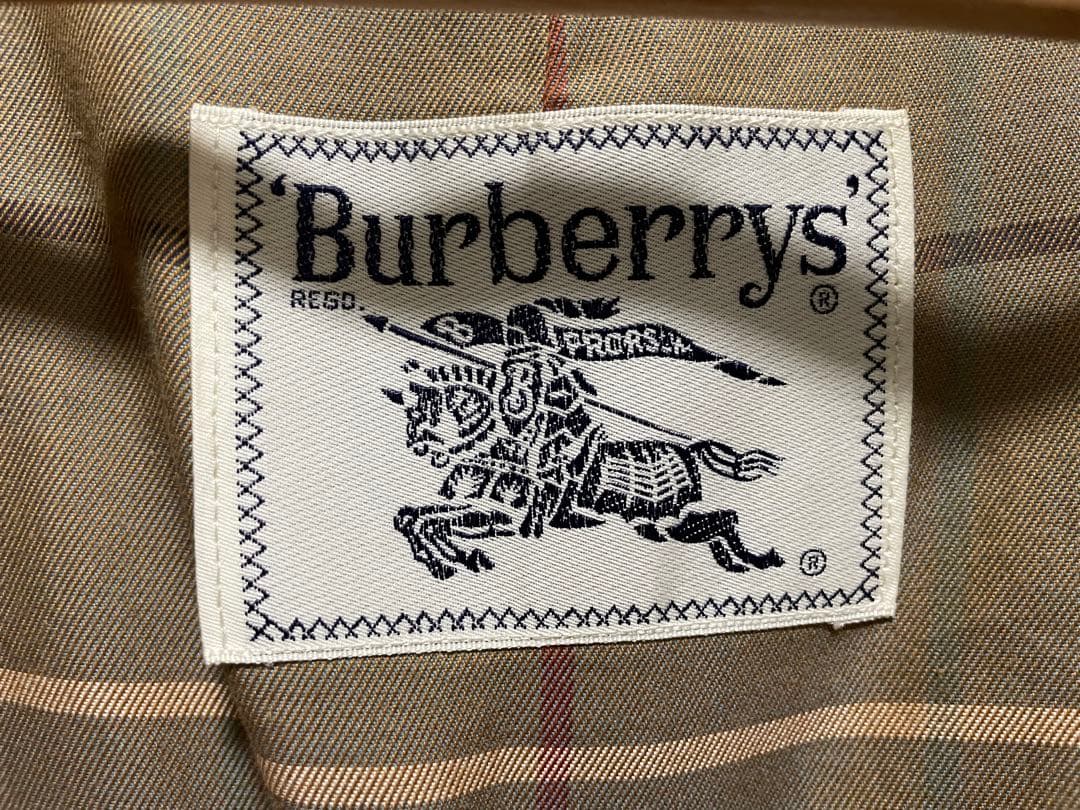 'Burberrys'
REGD. ®
PRORSUM
B
®